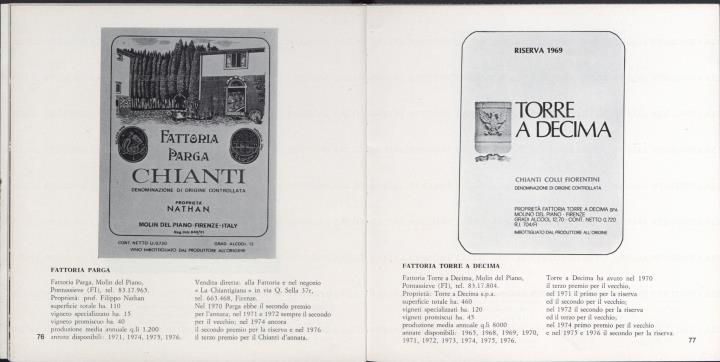 FATTORIA
PARGA
CHIANTI
DENOMINAZIONE DI ORIGINE CONTROLLATA
PROPRIETÀ
NATHAN
MOLIN DEL PIANO-FIRENZE-ITALY
CONT. NETTO LI.0,720 GRAD. ALCOOL. 12
VINO IMBOTTIGLIATO DAL PRODUTTORE ALL'ORIGINE
FATTORIA PARGA
Fattoria Parga, Molin del Piano,
Pontassieve (FI), tel. 83.17.963.
Proprietà: prof. Filippo Nathan
superficie totale ha. 110
vigneto specializzato ha. 15
vigneto promiscuo ha. 40
produzione media annuale q.li 1.200
annate disponibili: 1971, 1974, 1975, 1976.
Vendita diretta: alla Fattoria e nel negozio
« La Chiantigiana » in via Q. Sella 37r,
tel. 663.468, Firenze.
Nel 1970 Parga ebbe il secondo premio
per l'annata; nel 1971 e 1972 sempre il secondo
per il vecchio; nel 1974 ancora
il secondo premio per la riserva e nel 1976
il terzo premio per il Chianti d'annata.
76
RISERVA 1969
TORRE
A DECIMA
CHIANTI COLLI FIORENTINI
DENOMINAZIONE DI ORIGINE CONTROLLATA
PROPRIETÀ FATTORIA TORRE A DECIMA SPA
MOLINO DEL PIANO - FIRENZE
GRADI ALCOOL 12,70 - CONT. NETTO 0,720
R.I. 704/FI
IMBOTTIGLIATO DAL PRODUTTORE ALL'ORIGINE
FATTORIA TORRE A DECIMA
Fattoria Torre a Decima, Molin del Piano,
Pontassieve (FI), tel. 83.17.804.
Proprietà: Torre a Decima s.p.a.
superficie totale ha. 460
vigneti specializzati ha. 120
vigneti promiscui ha. 45
produzione media annuale q.li 8000
annate disponibili: 1965, 1968, 1969, 1970,
1971, 1972, 1973, 1974, 1975, 1976.
Torre a Decima ha avuto nel 1970
il terzo premio per il vecchio,
nel 1971 il primo per la riserva
ed il secondo per il vecchio;
nel 1972 il secondo per la riserva
ed il terzo per il vecchio;
nel 1974 primo premio per il vecchio
e nel 1975 e 1976 il secondo per il vecchio.
77